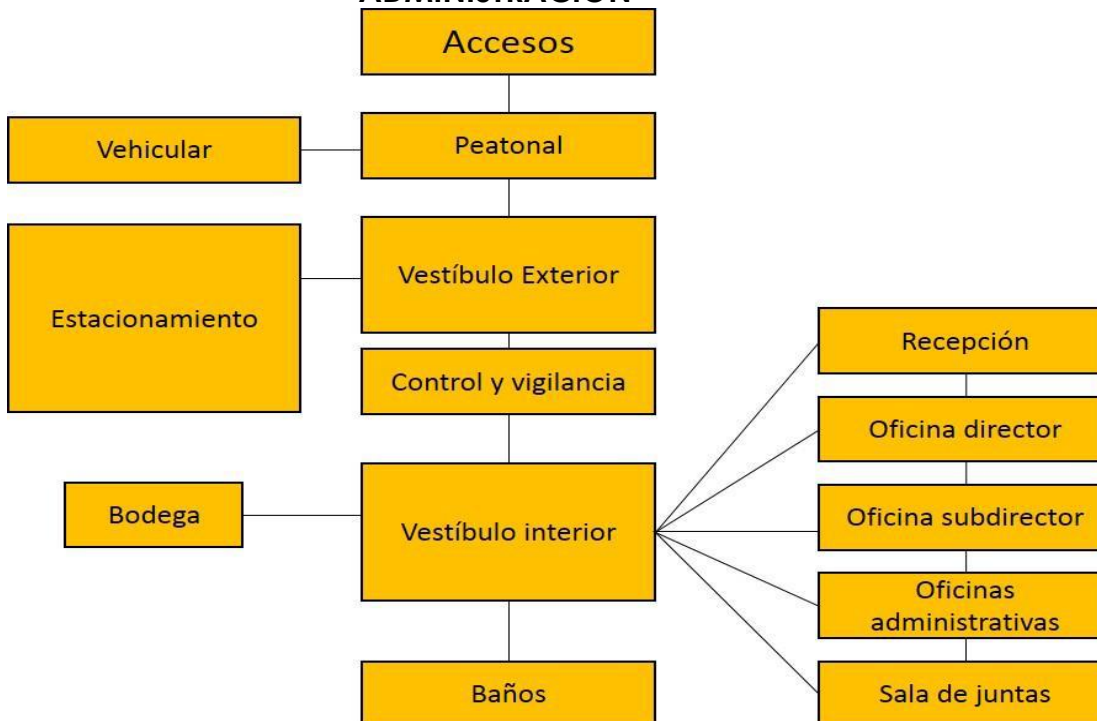 ADMINISTRACIÓN
Accesos
Vehicular
Peatonal
Estacionamiento
Vestíbulo Exterior
Control y vigilancia
Recepción
Oficina director
Bodega
Vestíbulo interior
Oficina subdirector
Oficinas
administrativas
Baños
Sala de juntas